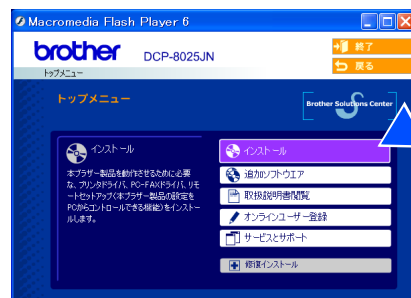 Macromedia Flash Player 6
brother
DCP-8025JN
終了
戻る
トップメニュー
トップメニュー
Brother Solutions Center
インストール
本ブラザー製品を動作させるために必要
な、プリンタドライバ、PC-FAXドライバ、リモ
ートセットアップ(本ブラザー製品の設定を
PCからコントロールできる機能)をインストー
ルします。
インストール
追加ソフトウエア
取扱説明書閲覧
オンラインユーザー登録
サービスとサポート
修復インストール